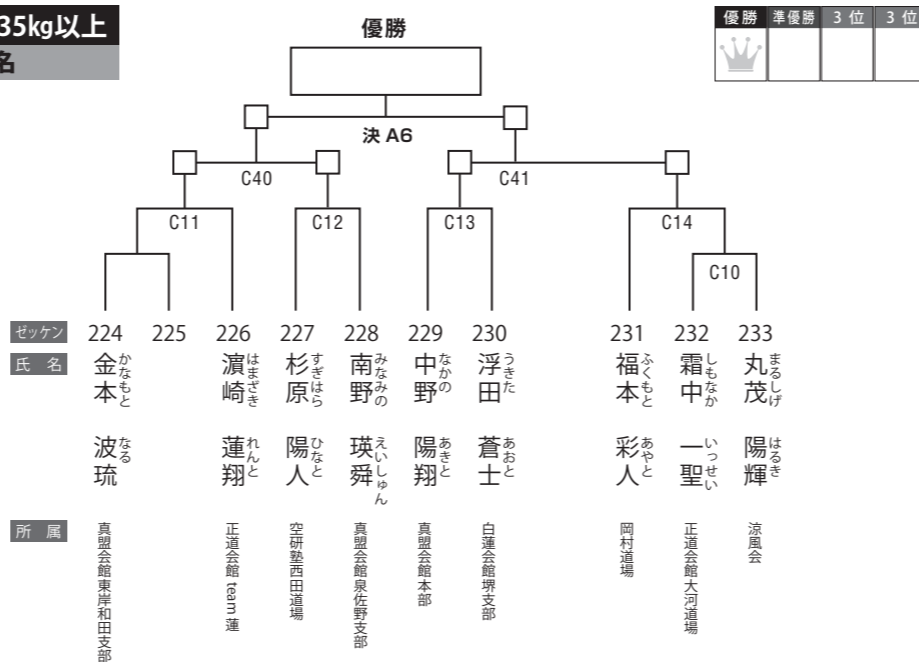 35kg以上
名
優勝
優勝 準優勝 3位 3位
決 A6
C40 C41
C11 C12 C13 C14
C10
ゼッケン 224 225 226 227 228 229 230 231 232 233
氏名
金本 波琉 かなもと なる
濵崎 蓮翔 はまざき れんと
杉原 陽人 すぎはら ひなと
南野 瑛舜 みなみの えいしゅん
中野 陽翔 なかの あきと
浮田 蒼士 うきた あおと
福本 彩人 ふくもと あやと
霜中 一聖 しもなか いっせい
丸茂 陽輝 まるしげ はるき
所属
真盟会館東岸和田支部
正道会館 team 蓮
空研塾西田道場
真盟会館泉佐野支部
真盟会館本部
白蓮会館堺支部
岡村道場
正道会館 大河道場
涼風会